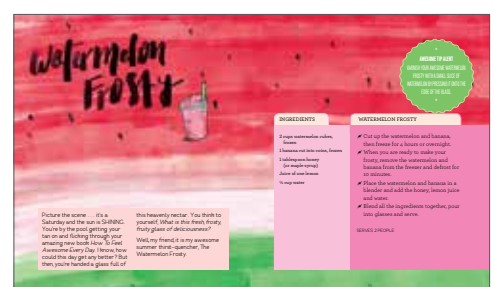 Watermelon
Frosty
AWESOME TIP ALERT
GARNISH YOUR AWESOME WATERMELON
FROSTY WITH A SMALL SLICE OF
WATERMELON BY PRESSING IT OVER THE
EDGE OF THE GLASS.
INGREDIENTS
2 cups watermelon cubes,
frozen
1 banana cut into coins, frozen
1 tablespoon honey
(or maple syrup)
Juice of one lemon
½ cup water
WATERMELON FROSTY
Cut up the watermelon and banana,
then freeze for 4 hours or overnight.
When you are ready to make your
frosty, remove the watermelon and
banana from the freezer and defrost for
10 minutes.
Place the watermelon and banana in a
blender and add the honey, lemon juice
and water.
Blend all the ingredients together, pour
into glasses and serve.
SERVES 2 PEOPLE
Picture the scene . . . it's a
Saturday and the sun is SHINING.
You're by the pool getting your
tan on and flicking through your
amazing new book How To Feel
Awesome Every Day. I know, how
could this day get any better? But
then, you're handed a glass full of
this heavenly nectar. You think to
yourself, What is this fresh, frosty,
fruity glass of deliciousness?
Well, my friend, it is my awesome
summer thirst-quencher, The
Watermelon Frosty.